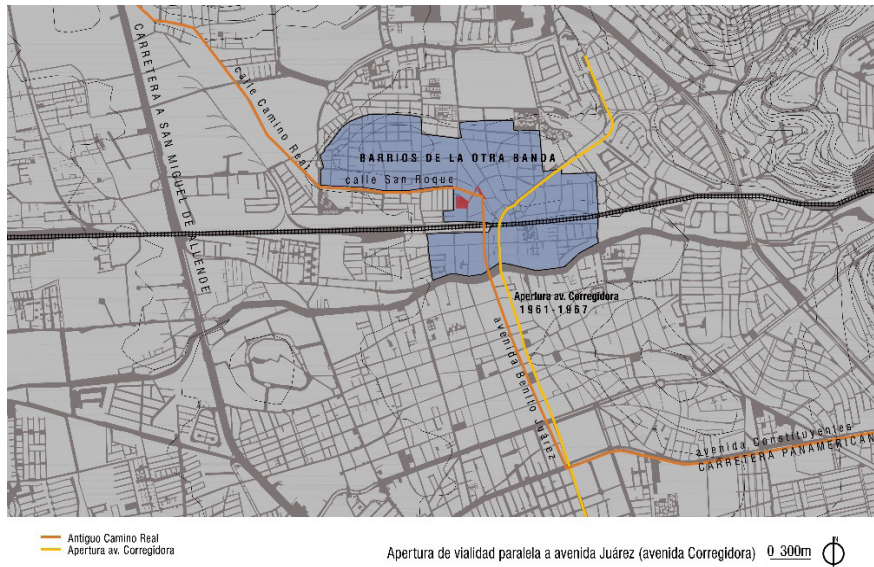 CARRETERA A SAN MIGUEL DE ALLENDE
calle Camino Real
BARRIOS DE LA OTRA BANDA
calle San Roque
Apertura av. Corregidora
1961-1967
avenida Benito Juárez
avenida Constituyentes
CARRETERA PANAMERICAN
Antiguo Camino Real
Apertura av. Corregidora
Apertura de vialidad paralela a avenida Juárez (avenida Corregidora) 0 300m
N